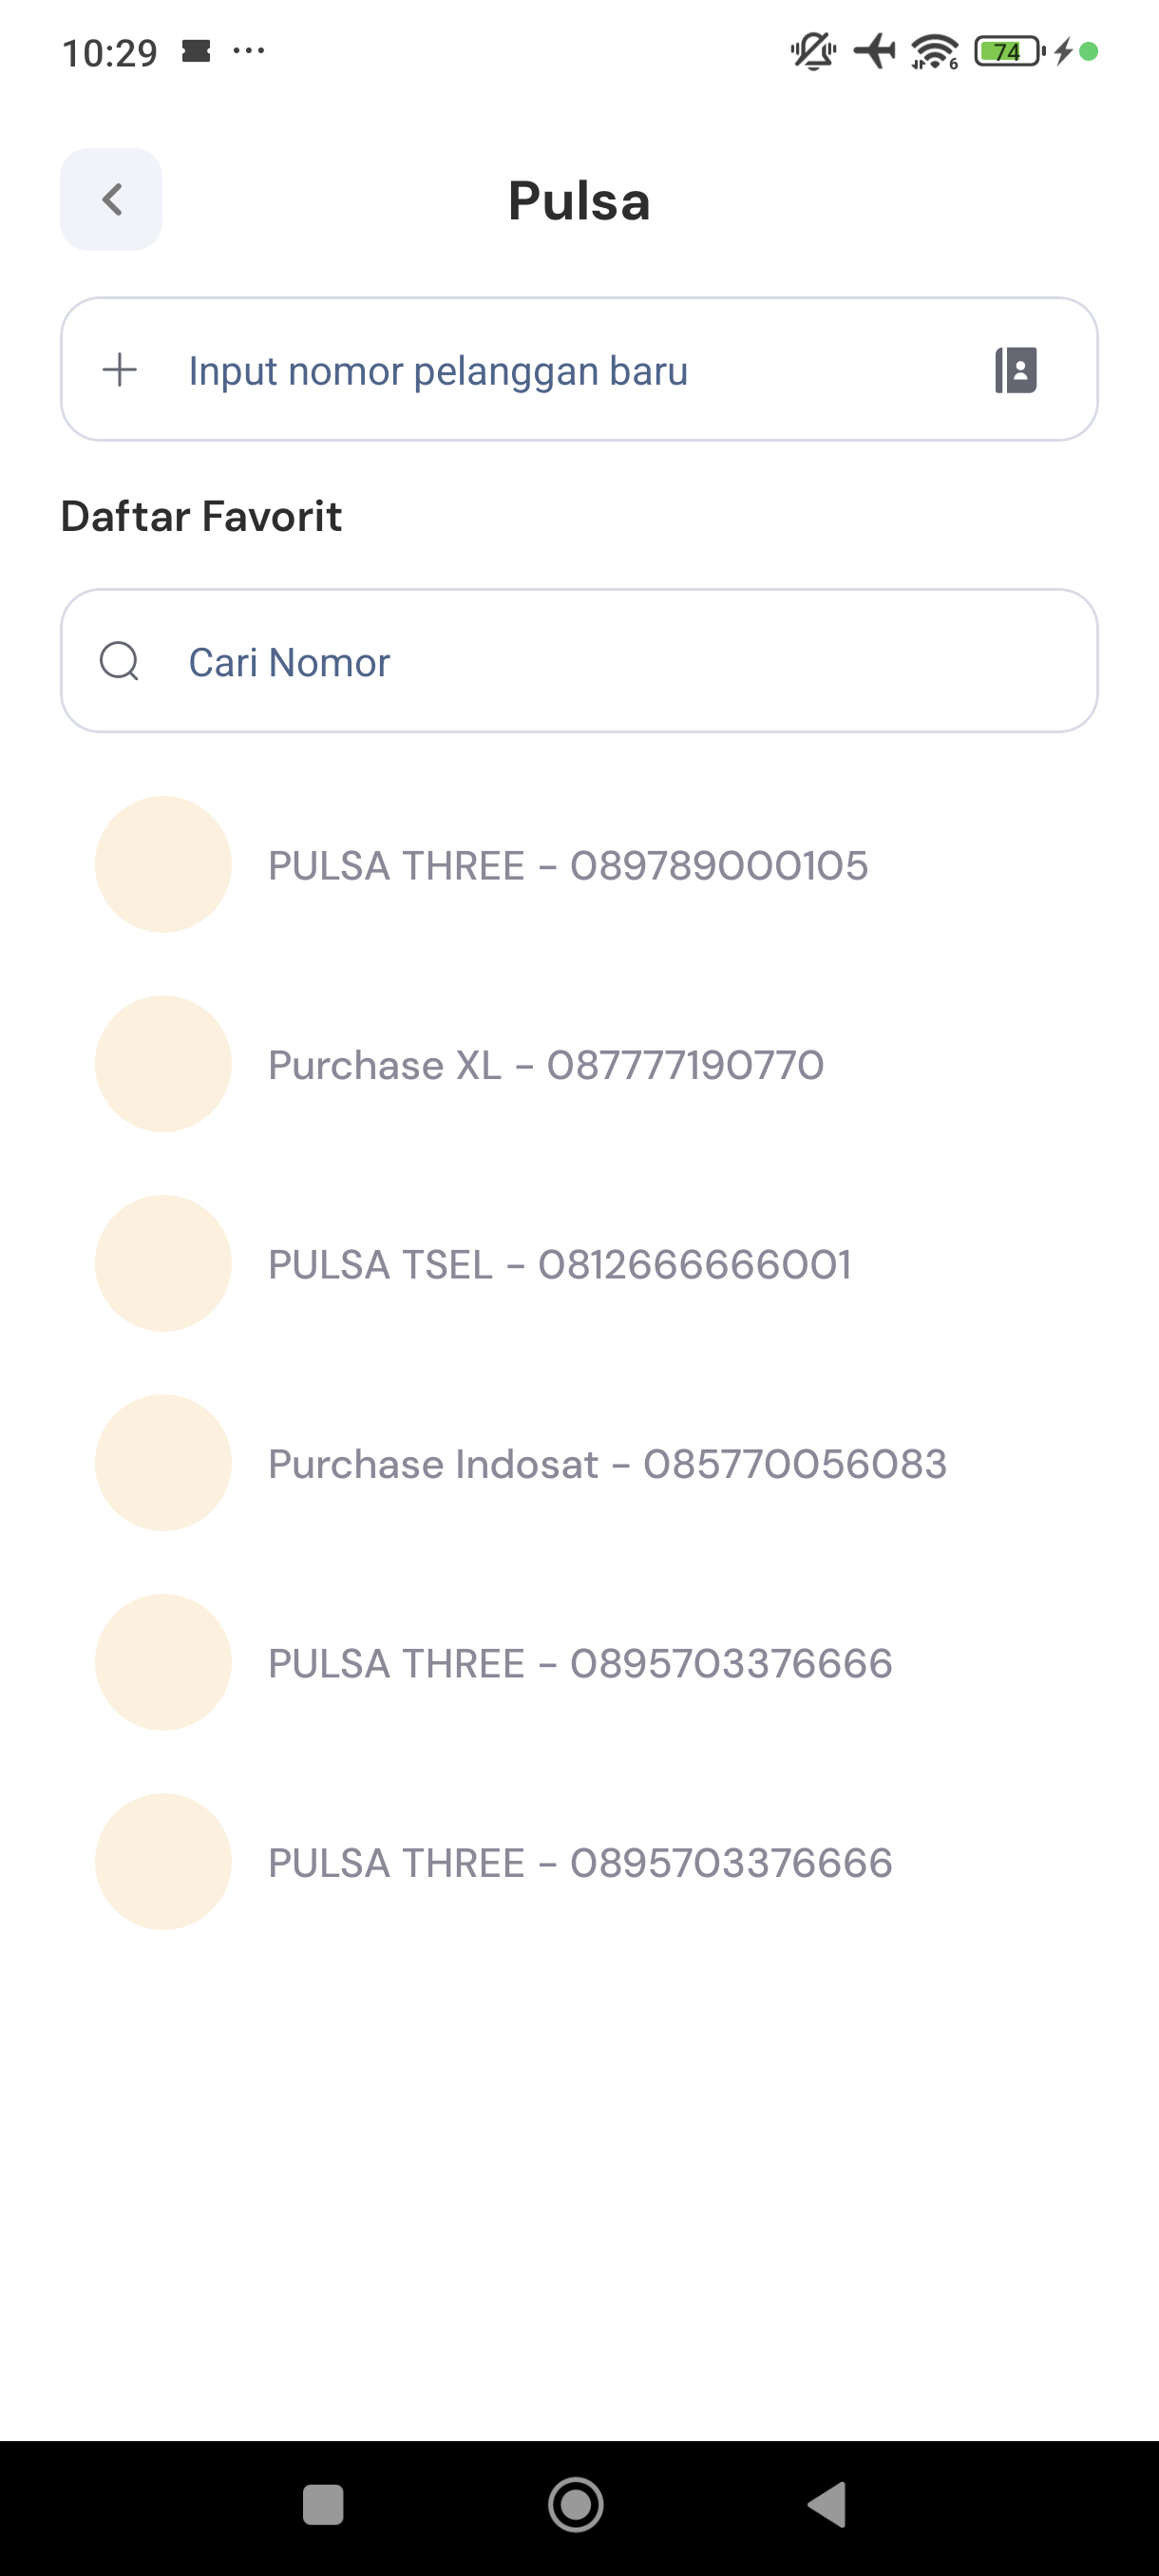 10:29
6
74
Pulsa
Input nomor pelanggan baru
Daftar Favorit
Cari Nomor
PULSA THREE - 089789000105
Purchase XL - 087777190770
PULSA TSEL - 0812666666001
Purchase Indosat - 085770056083
PULSA THREE - 0895703376666
PULSA THREE - 0895703376666